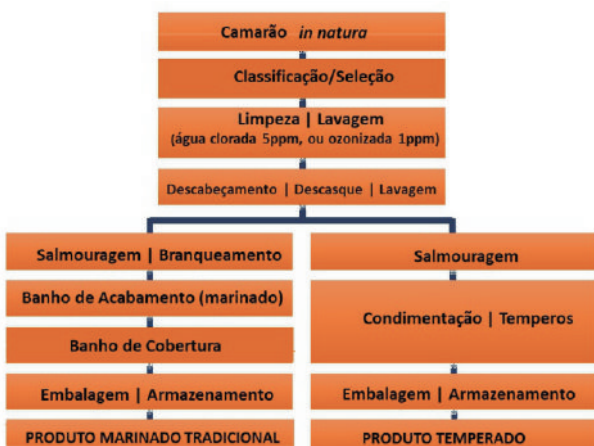 Camarão in natura
Classificação/Seleção
Limpeza | Lavagem
(água clorada 5ppm, ou ozonizada 1ppm)
Descabeçamento | Descasque | Lavagem
Salmouragem | Branqueamento
Banho de Acabamento (marinado)
Banho de Cobertura
Embalagem | Armazenamento
PRODUTO MARINADO TRADICIONAL
Salmouragem
Condimentação | Temperos
Embalagem | Armazenamento
PRODUTO TEMPERADO